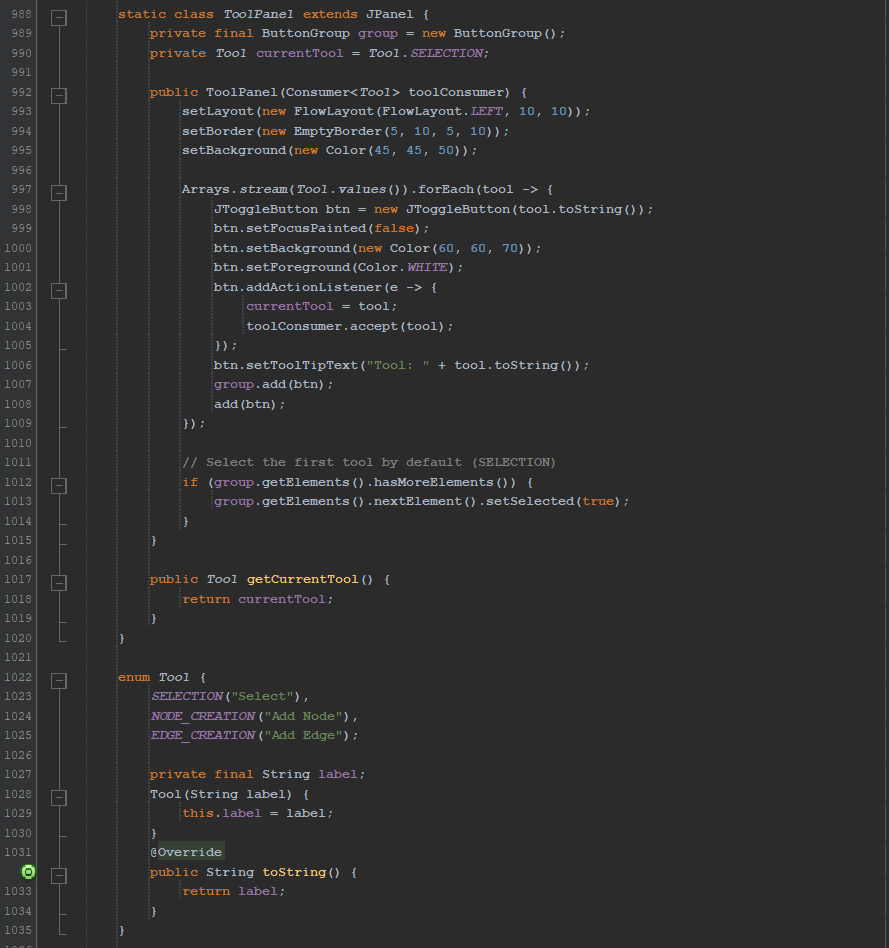 988 static class ToolPanel extends JPanel {
989 private final ButtonGroup group = new ButtonGroup();
990 private Tool currentTool = Tool.SELECTION;
991
992 public ToolPanel(Consumer<Tool> toolConsumer) {
993 setLayout(new FlowLayout(FlowLayout.LEFT, 10, 10));
994 setBorder(new EmptyBorder(5, 10, 5, 10));
995 setBackground(new Color(45, 45, 50));
996
997 Arrays.stream(Tool.values()).forEach(tool -> {
998 JToggleButton btn = new JToggleButton(tool.toString());
999 btn.setFocusPainted(false);
1000 btn.setBackground(new Color(60, 60, 70));
1001 btn.setForeground(Color.WHITE);
1002 btn.addActionListener(e -> {
1003 currentTool = tool;
1004 toolConsumer.accept(tool);
1005 });
1006 btn.setToolTipText("Tool: " + tool.toString());
1007 group.add(btn);
1008 add(btn);
1009 });
1010
1011 // Select the first tool by default (SELECTION)
1012 if (group.getElements().hasMoreElements()) {
1013 group.getElements().nextElement().setSelected(true);
1014 }
1015 }
1016
1017 public Tool getCurrentTool() {
1018 return currentTool;
1019 }
1020 }
1021
1022 enum Tool {
1023 SELECTION("Select"),
1024 NODE_CREATION("Add Node"),
1025 EDGE_CREATION("Add Edge");
1026
1027 private final String label;
1028 Tool(String label) {
1029 this.label = label;
1030 }
1031 @Override
public String toString() {
1033 return label;
1034 }
1035 }